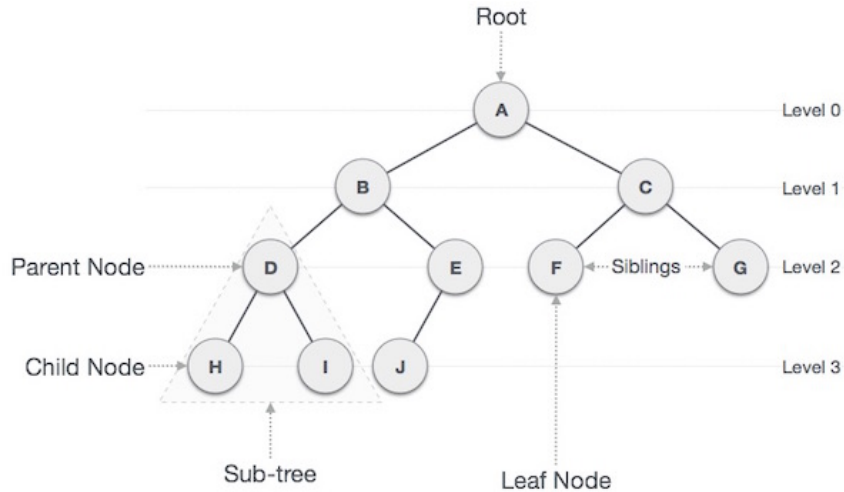 Root
A
Level 0
B
C
Level 1
Parent Node
D
E
F
Siblings
G
Level 2
Child Node
H
I
J
Level 3
Sub-tree
Leaf Node